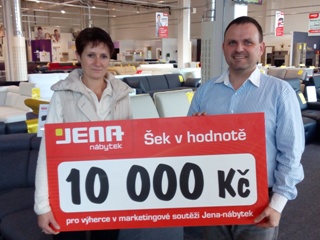 JENA
nábytek
Šek v hodnotě
10 000 Kč
pro výherce v marketingové soutěži Jena-nábytek